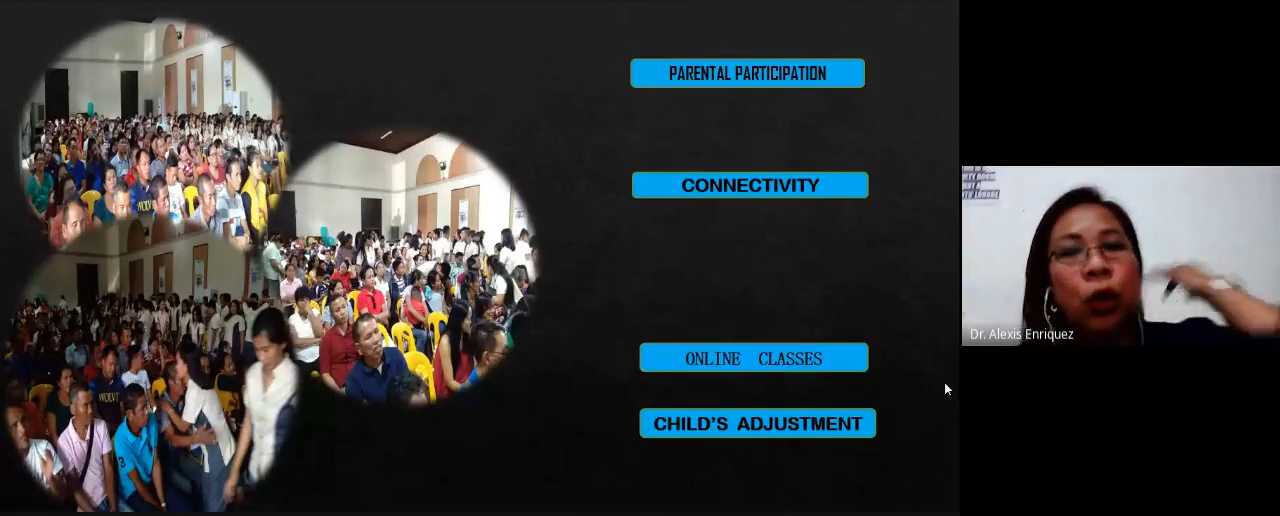 PARENTAL PARTICIPATION
CONNECTIVITY
ONLINE CLASSES
CHILD'S ADJUSTMENT
Dr. Alexis Enriquez